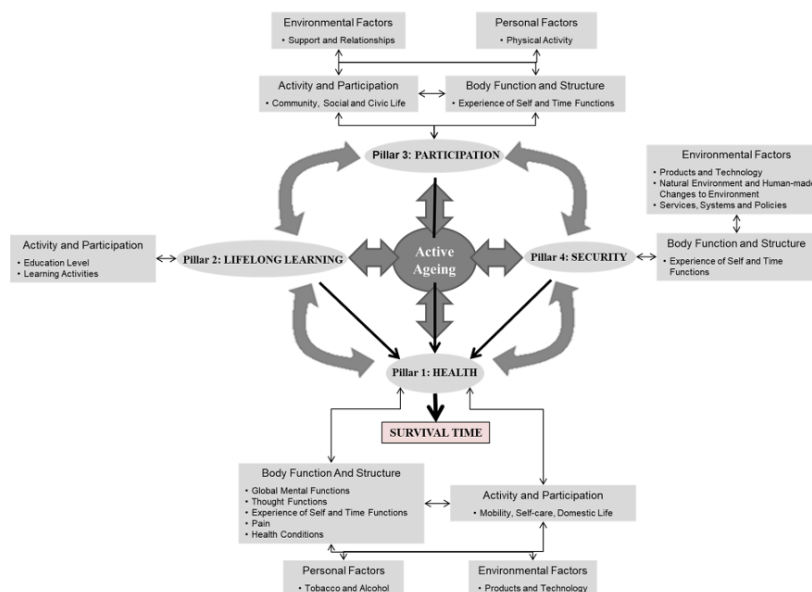 Environmental Factors
• Support and Relationships
Personal Factors
• Physical Activity
Activity and Participation
• Community, Social and Civic Life
Body Function and Structure
• Experience of Self and Time Functions
Pillar 3: PARTICIPATION
Environmental Factors
• Products and Technology
• Natural Environment and Human-made
Changes to Environment
• Services, Systems and Policies
Activity and Participation
• Education Level
• Learning Activities
Pillar 2: LIFELONG LEARNING
Active
Ageing
Pillar 4: SECURITY
Body Function and Structure
• Experience of Self and Time
Functions
Pillar 1: HEALTH
SURVIVAL TIME
Body Function And Structure
• Global Mental Functions
• Thought Functions
• Experience of Self and Time Functions
• Pain
• Health Conditions
Activity and Participation
• Mobility, Self-care, Domestic Life
Personal Factors
• Tobacco and Alcohol
Environmental Factors
• Products and Technology